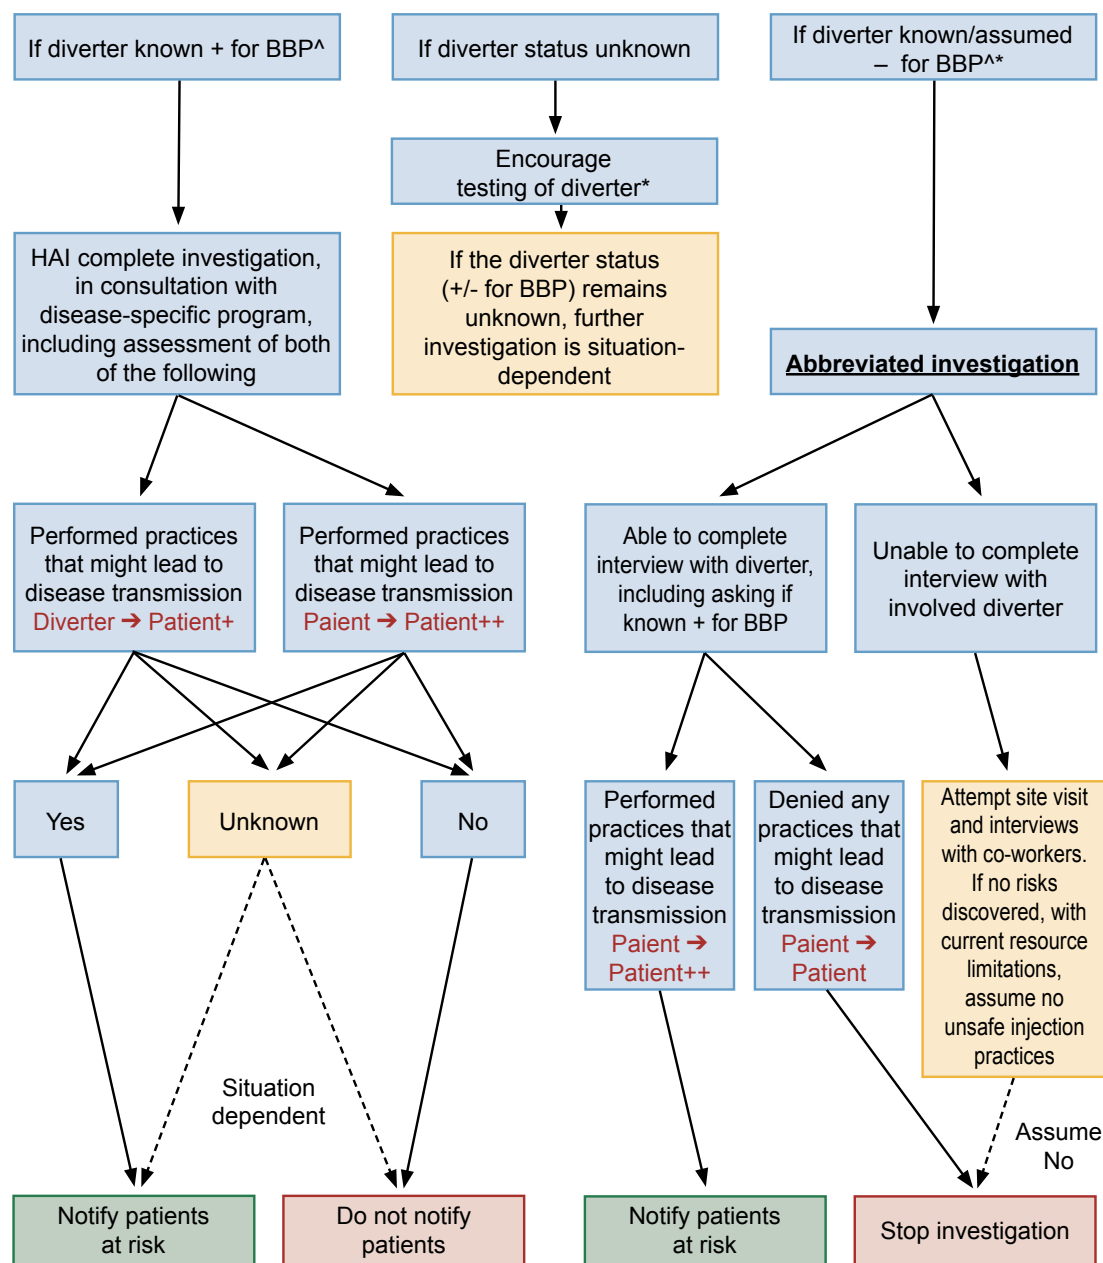 If diverter known + for BBP^
If diverter status unknown
If diverter known/assumed
– for BBP^*
Encourage
testing of diverter*
HAI complete investigation,
in consultation with
disease-specific program,
including assessment of both
of the following
If the diverter status
(+/- for BBP) remains
unknown, further
investigation is situation-
dependent
Abbreviated investigation
Performed practices
that might lead to
disease transmission
Diverter ➔ Patient+
Performed practices
that might lead to
disease transmission
Paient ➔ Patient++
Able to complete
interview with diverter,
including asking if
known + for BBP
Unable to complete
interview with
involved diverter
Yes
Unknown
No
Performed
practices that
might lead
to disease
transmission
Paient ➔
Patient++
Denied any
practices that
might lead
to disease
transmission
Paient ➔
Patient
Attempt site visit
and interviews
with co-workers.
If no risks
discovered, with
current resource
limitations,
assume no
unsafe injection
practices
Situation
dependent
Assume
No
Notify patients
at risk
Do not notify
patients
Notify patients
at risk
Stop investigation